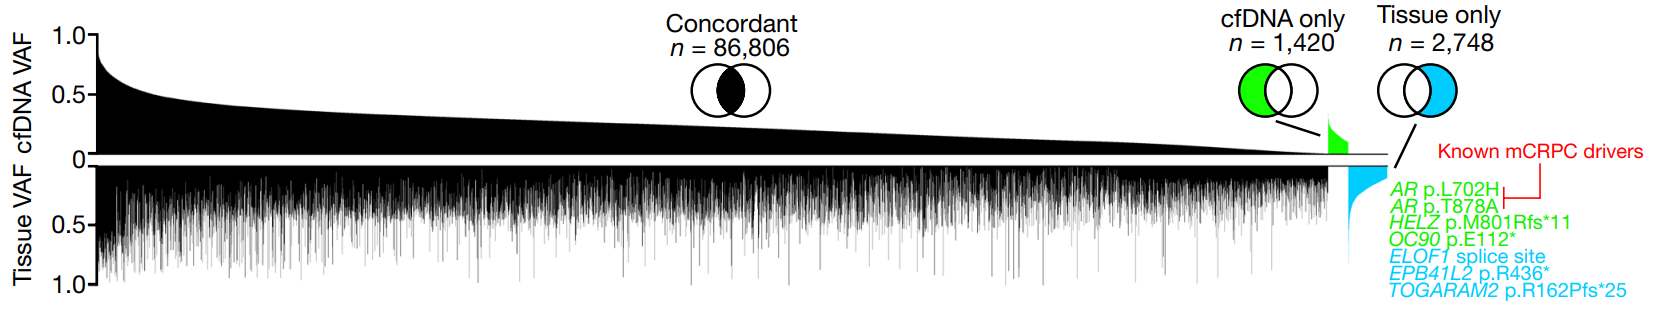 Concordant
n = 86,806
cfDNA only
n = 1,420
Tissue only
n = 2,748
cfDNA VAF
1.0
0.5
0
Tissue VAF
0.5
1.0
Known mCRPC drivers
AR p.L702H
AR p.T878A
HELZ p.M801Rfs*11
OC90 p.E112*
ELOF1 splice site
EPB41L2 p.R436*
TOGARAM2 p.R162Pfs*25